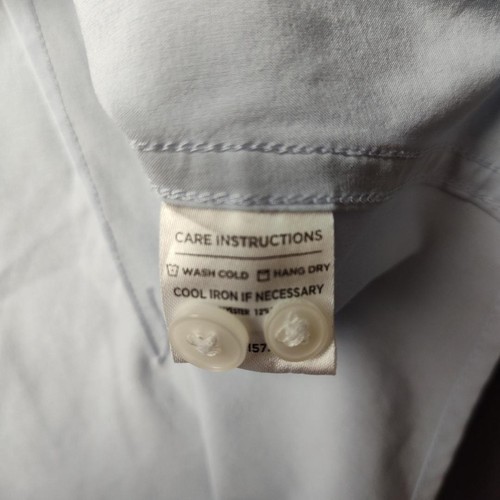 CARE INSTRUCTIONS
WASH COLD HANG DRY
COOL IRON IF NECESSARY